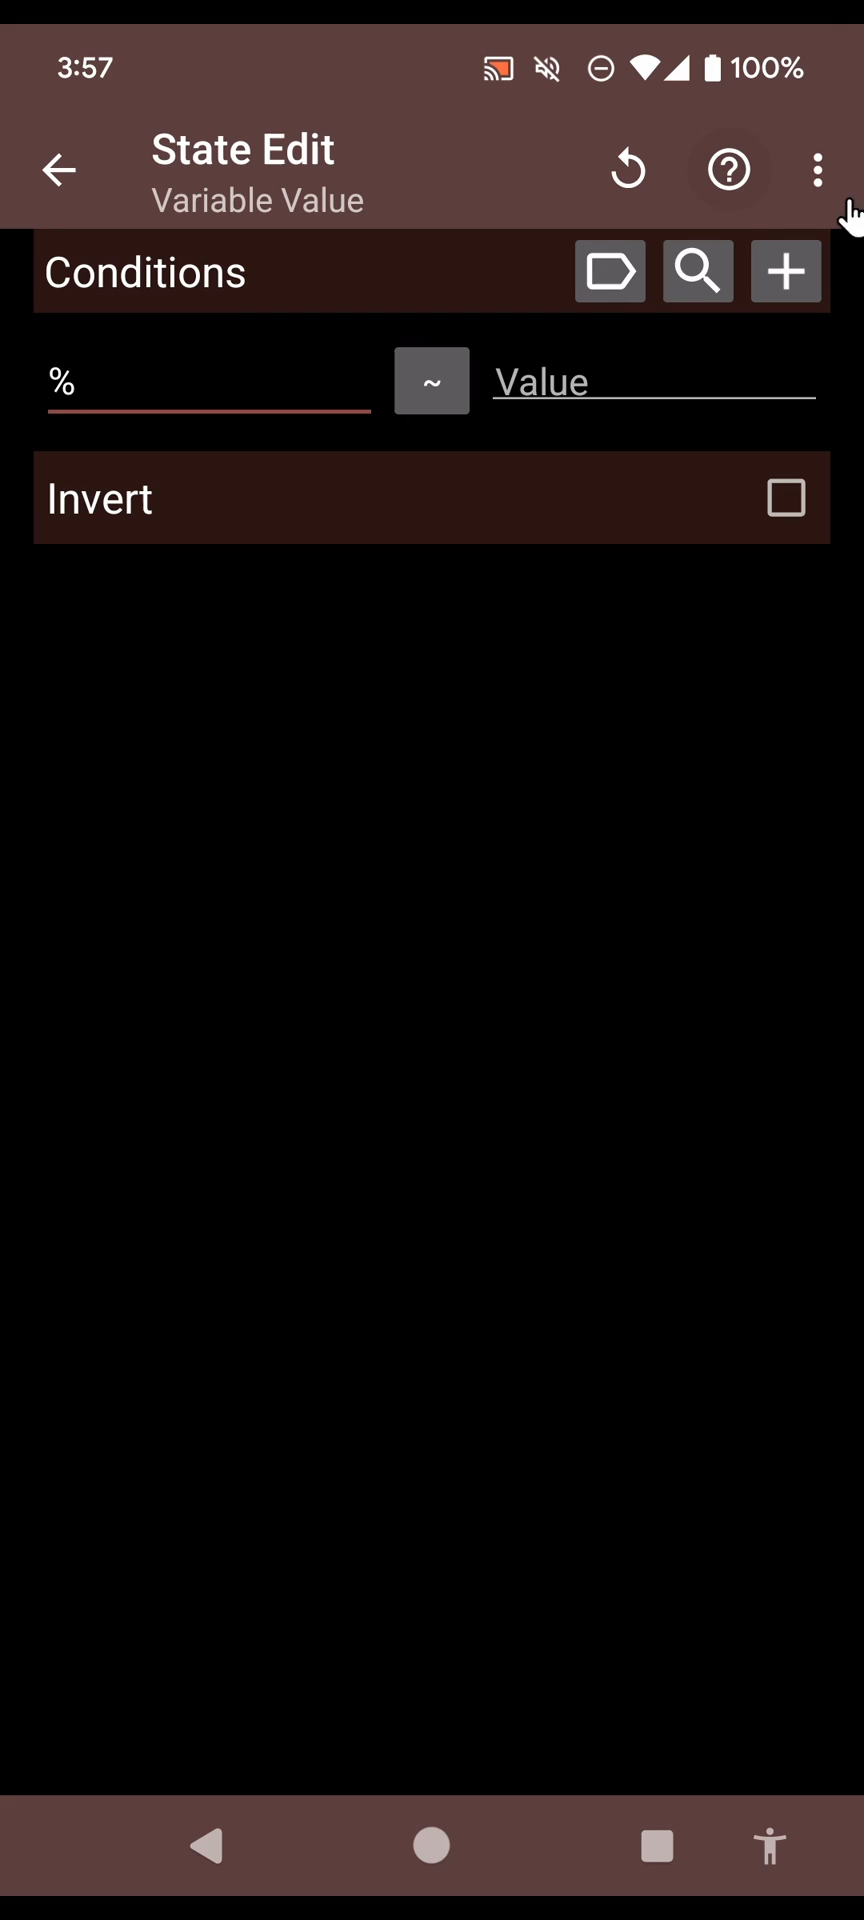 3:57
100%
State Edit
Variable Value
Conditions
% ~ Value
Invert